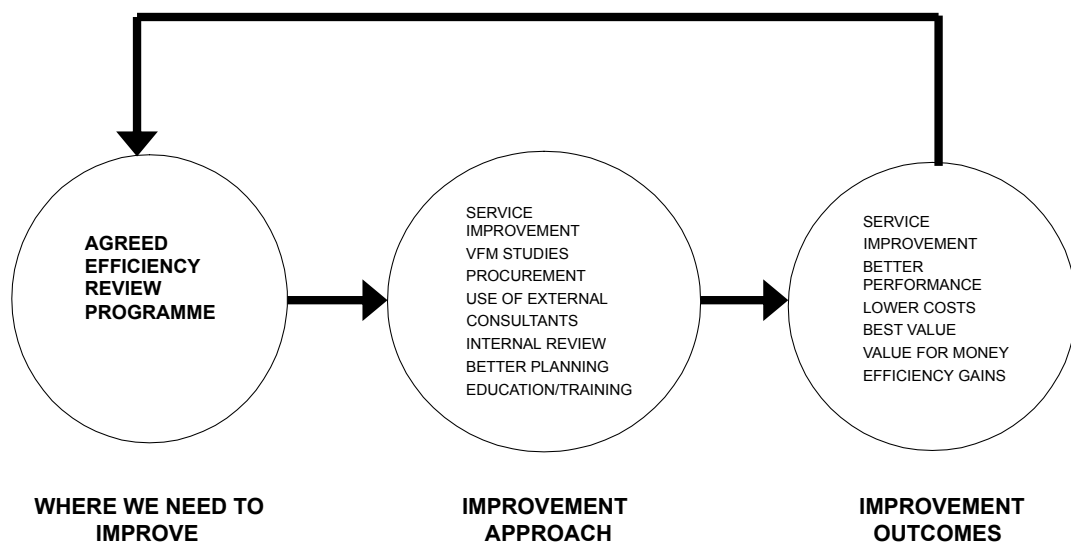 AGREED
EFFICIENCY
REVIEW
PROGRAMME
SERVICE
IMPROVEMENT
VFM STUDIES
PROCUREMENT
USE OF EXTERNAL
CONSULTANTS
INTERNAL REVIEW
BETTER PLANNING
EDUCATION/TRAINING
SERVICE
IMPROVEMENT
BETTER
PERFORMANCE
LOWER COSTS
BEST VALUE
VALUE FOR MONEY
EFFICIENCY GAINS
WHERE WE NEED TO
IMPROVE
IMPROVEMENT
APPROACH
IMPROVEMENT
OUTCOMES